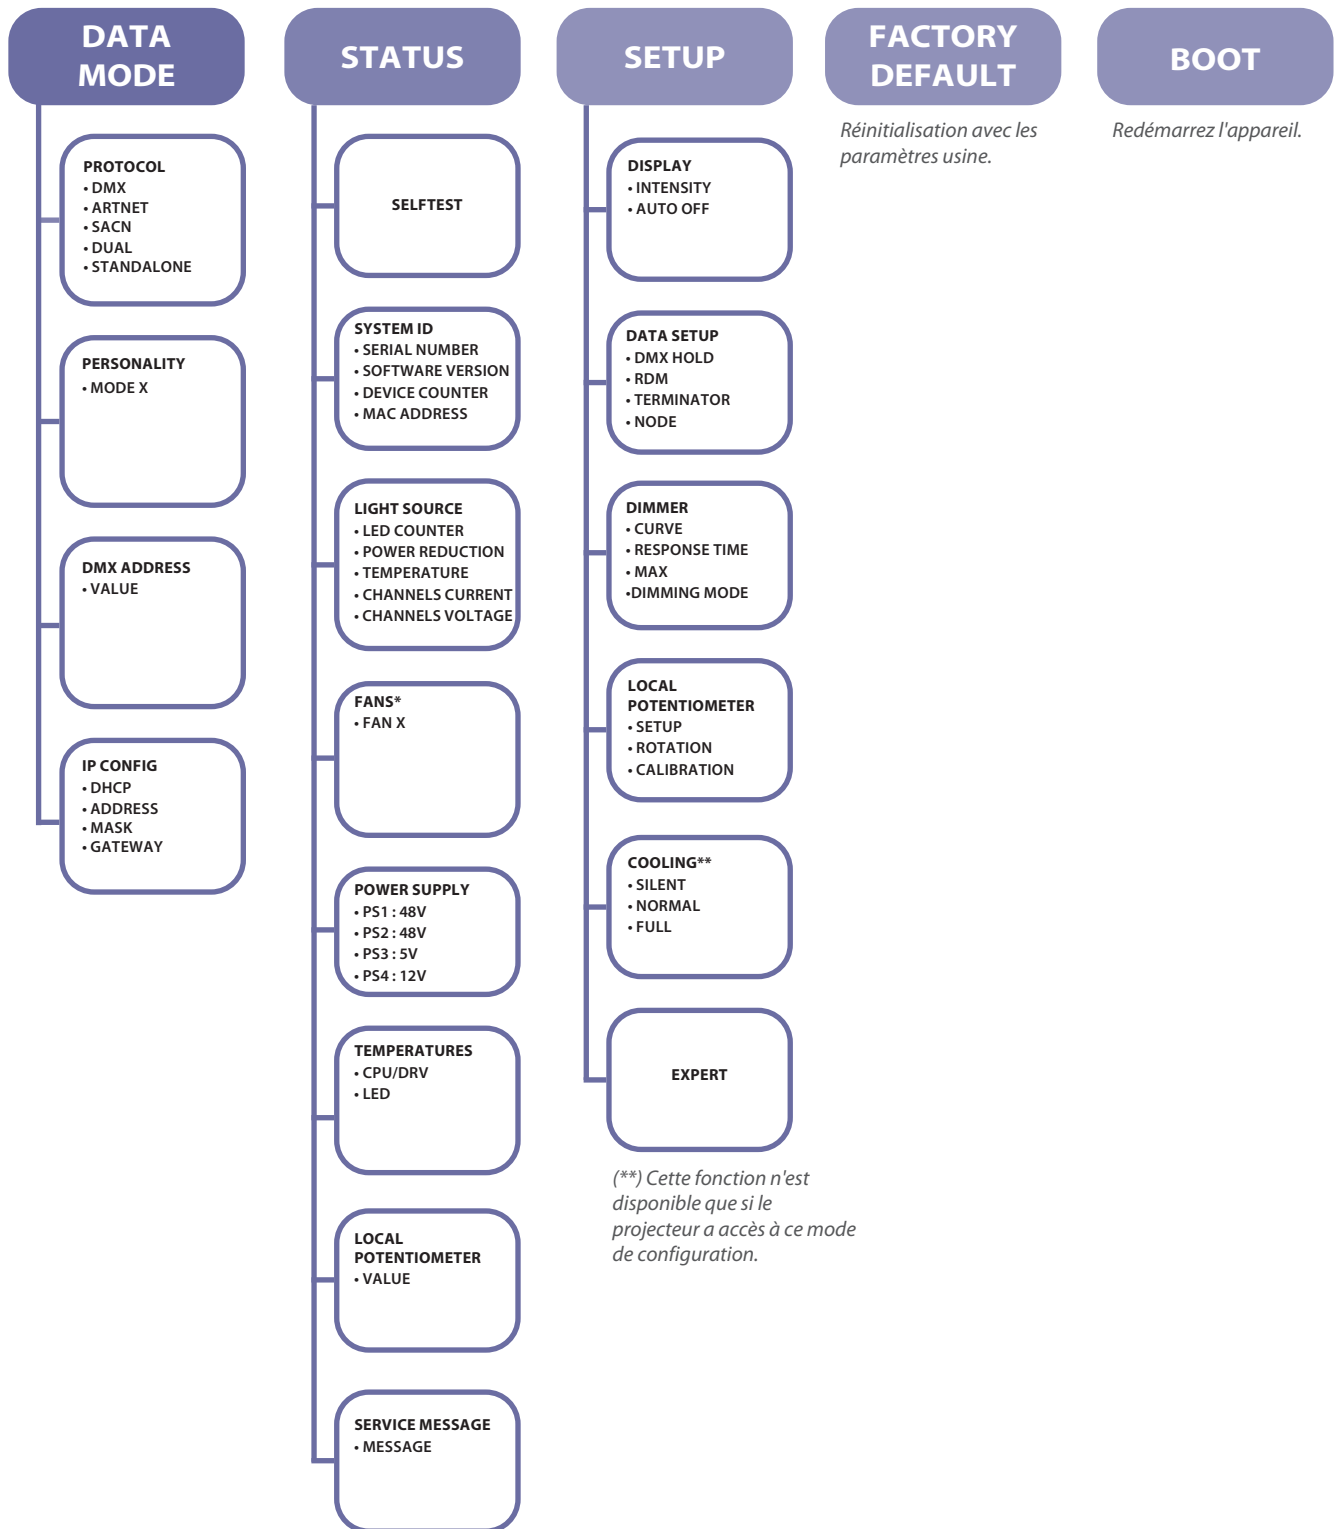 DATA
MODE
PROTOCOL
• DMX
• ARTNET
• SACN
• DUAL
• STANDALONE
PERSONALITY
• MODE X
DMX ADDRESS
• VALUE
IP CONFIG
• DHCP
• ADDRESS
• MASK
• GATEWAY
STATUS
SELFTEST
SYSTEM ID
• SERIAL NUMBER
• SOFTWARE VERSION
• DEVICE COUNTER
• MAC ADDRESS
LIGHT SOURCE
• LED COUNTER
• POWER REDUCTION
• TEMPERATURE
• CHANNELS CURRENT
• CHANNELS VOLTAGE
FANS*
• FAN X
POWER SUPPLY
• PS1 : 48V
• PS2 : 48V
• PS3 : 5V
• PS4 : 12V
TEMPERATURES
• CPU/DRV
• LED
LOCAL
POTENTIOMETER
• VALUE
SERVICE MESSAGE
• MESSAGE
SETUP
DISPLAY
• INTENSITY
• AUTO OFF
DATA SETUP
• DMX HOLD
• RDM
• TERMINATOR
• NODE
DIMMER
• CURVE
• RESPONSE TIME
• MAX
•DIMMING MODE
LOCAL
POTENTIOMETER
• SETUP
• ROTATION
• CALIBRATION
COOLING**
• SILENT
• NORMAL
• FULL
EXPERT
(**) Cette fonction n'est
disponible que si le
projecteur a accès à ce mode
de configuration.
FACTORY
DEFAULT
Réinitialisation avec les
paramètres usine.
BOOT
Redémarrez l'appareil.